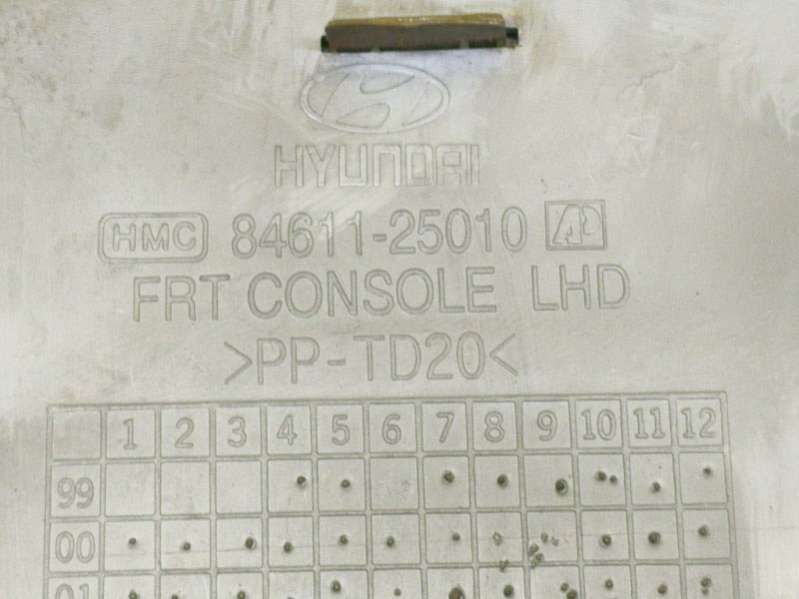 HYUNDAI
HMC 84611-25010
FRT CONSOLE LHD
>PP-TD20<
1 2 3 4 5 6 7 8 9 10 11 12
99
00
01